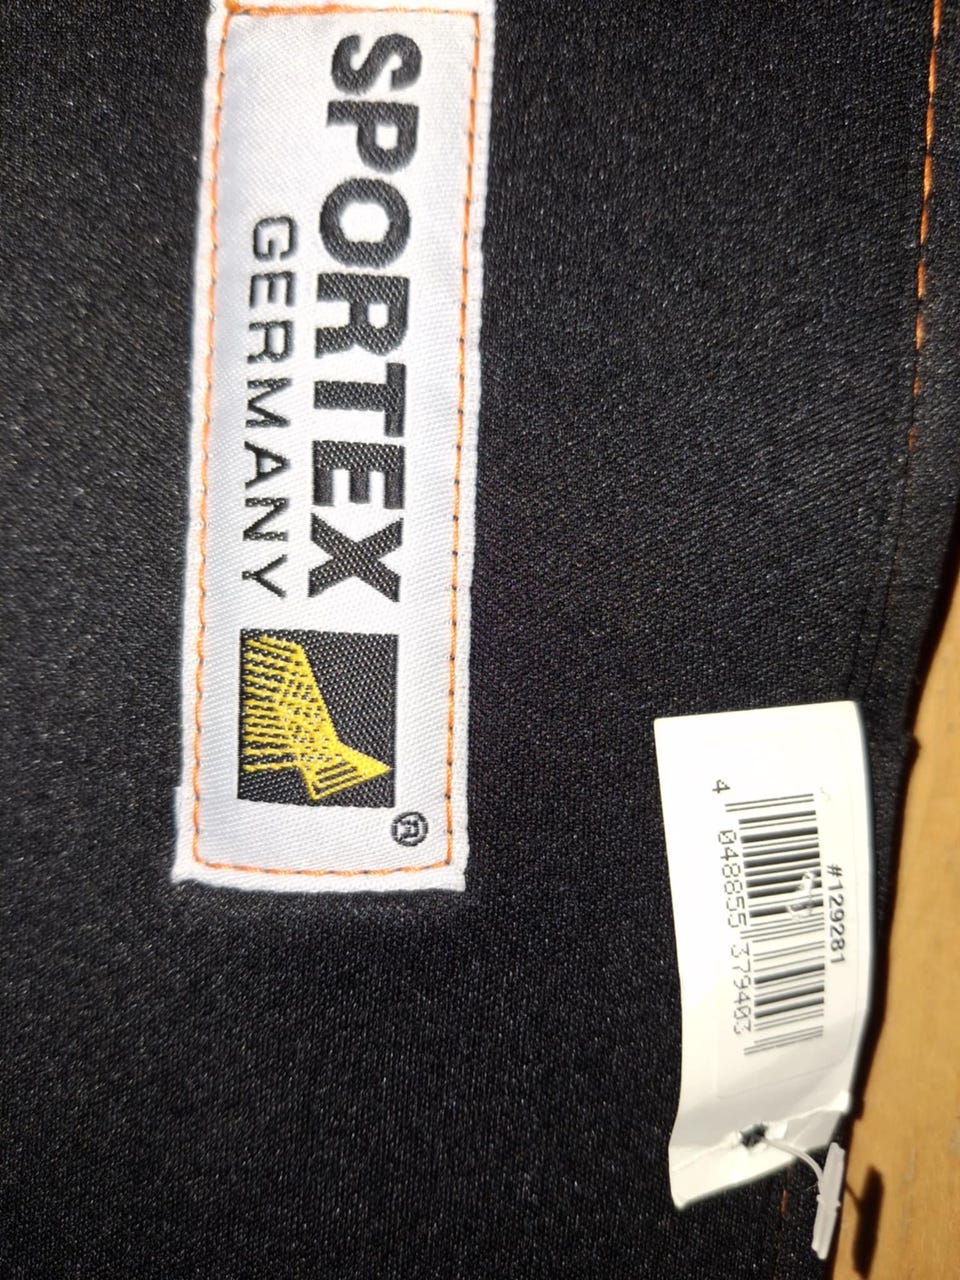 SPORTEX
GERMANY
®
#129281
4 048855 379403